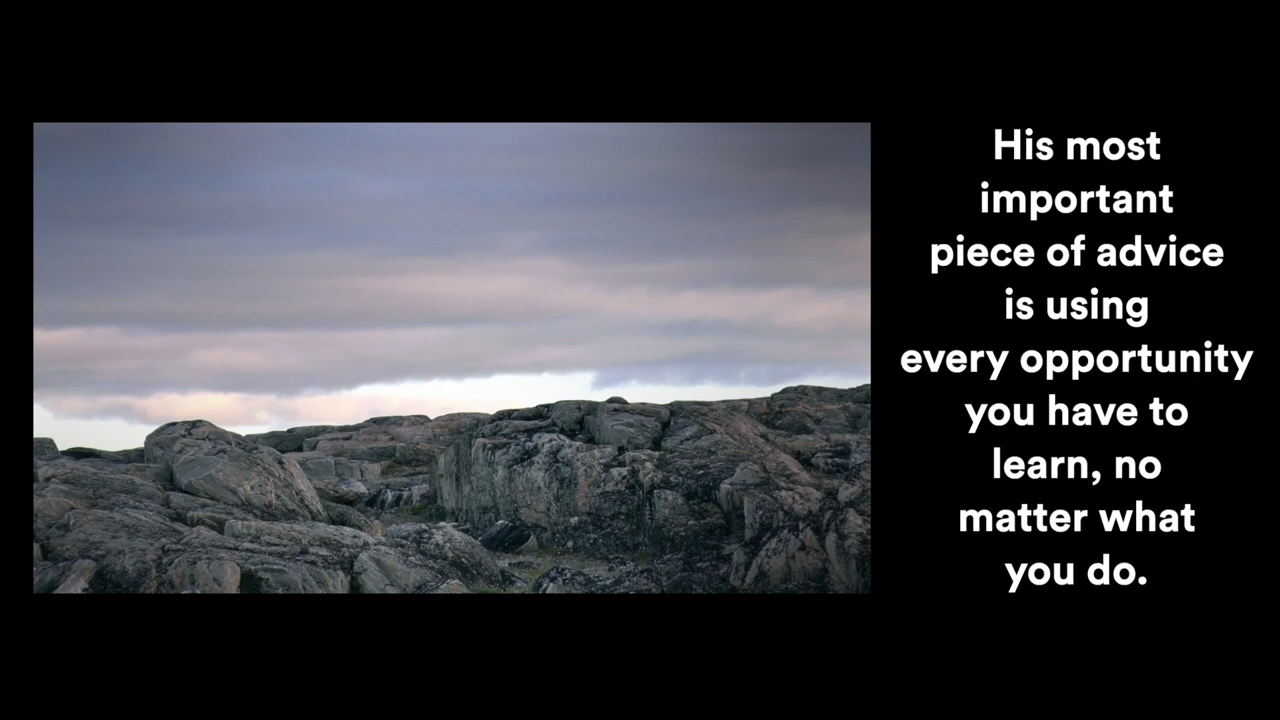 His most
important
piece of advice
is using
every opportunity
you have to
learn, no
matter what
you do.